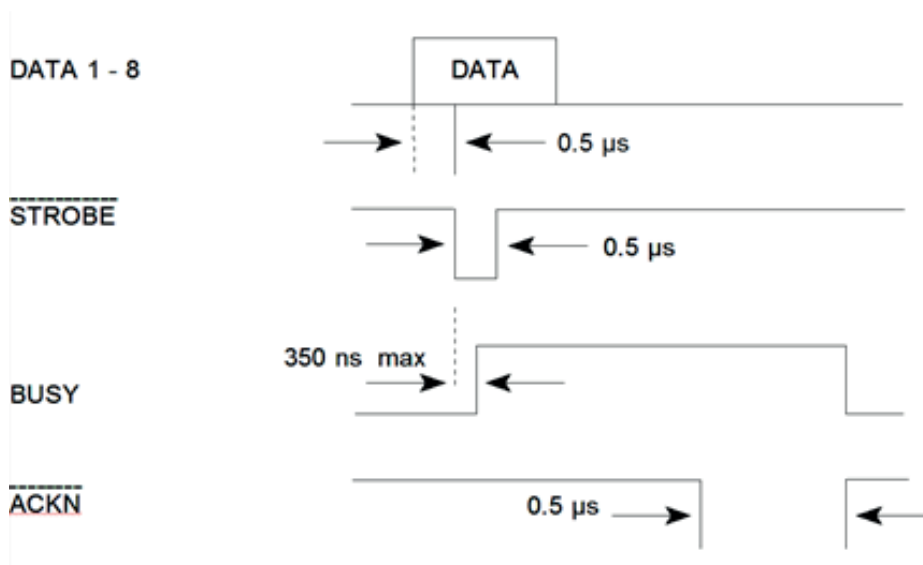 DATA 1 - 8
DATA
0.5 µs
STROBE
0.5 µs
350 ns max
BUSY
ACKN
0.5 µs